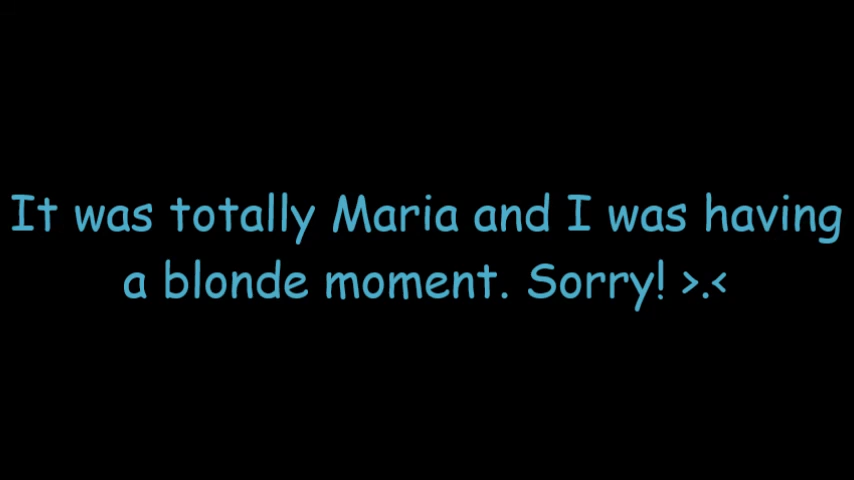 It was totally Maria and I was having
a blonde moment. Sorry! >.<